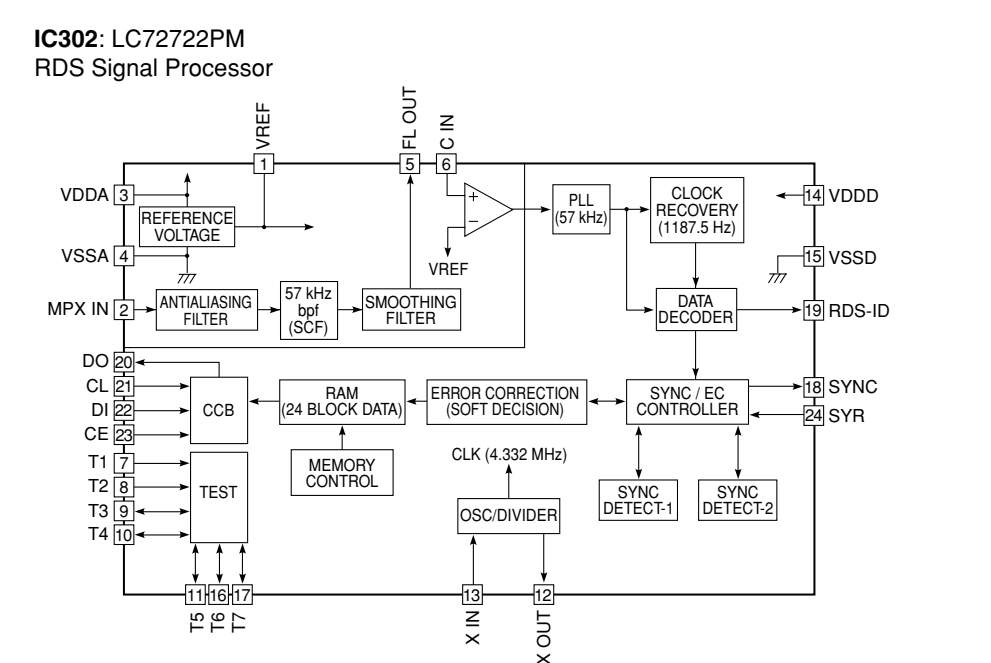 IC302: LC72722PM
RDS Signal Processor
VREF
FL OUT
C IN
1
5
6
VDDA 3
REFERENCE
VOLTAGE
VSSA 4
+
−
VREF
PLL
(57 kHz)
CLOCK
RECOVERY
(1187.5 Hz)
14 VDDD
15 VSSD
MPX IN 2
ANTIALIASING
FILTER
57 kHz
bpf
(SCF)
SMOOTHING
FILTER
DATA
DECODER
19 RDS-ID
DO 20
CL 21
DI 22
CE 23
CCB
RAM
(24 BLOCK DATA)
ERROR CORRECTION
(SOFT DECISION)
SYNC / EC
CONTROLLER
18 SYNC
24 SYR
T1 7
T2 8
T3 9
T4 10
TEST
MEMORY
CONTROL
CLK (4.332 MHz)
OSC/DIVIDER
SYNC
DETECT-1
SYNC
DETECT-2
11
16
17
13
12
T5
T6
T7
X IN
X OUT